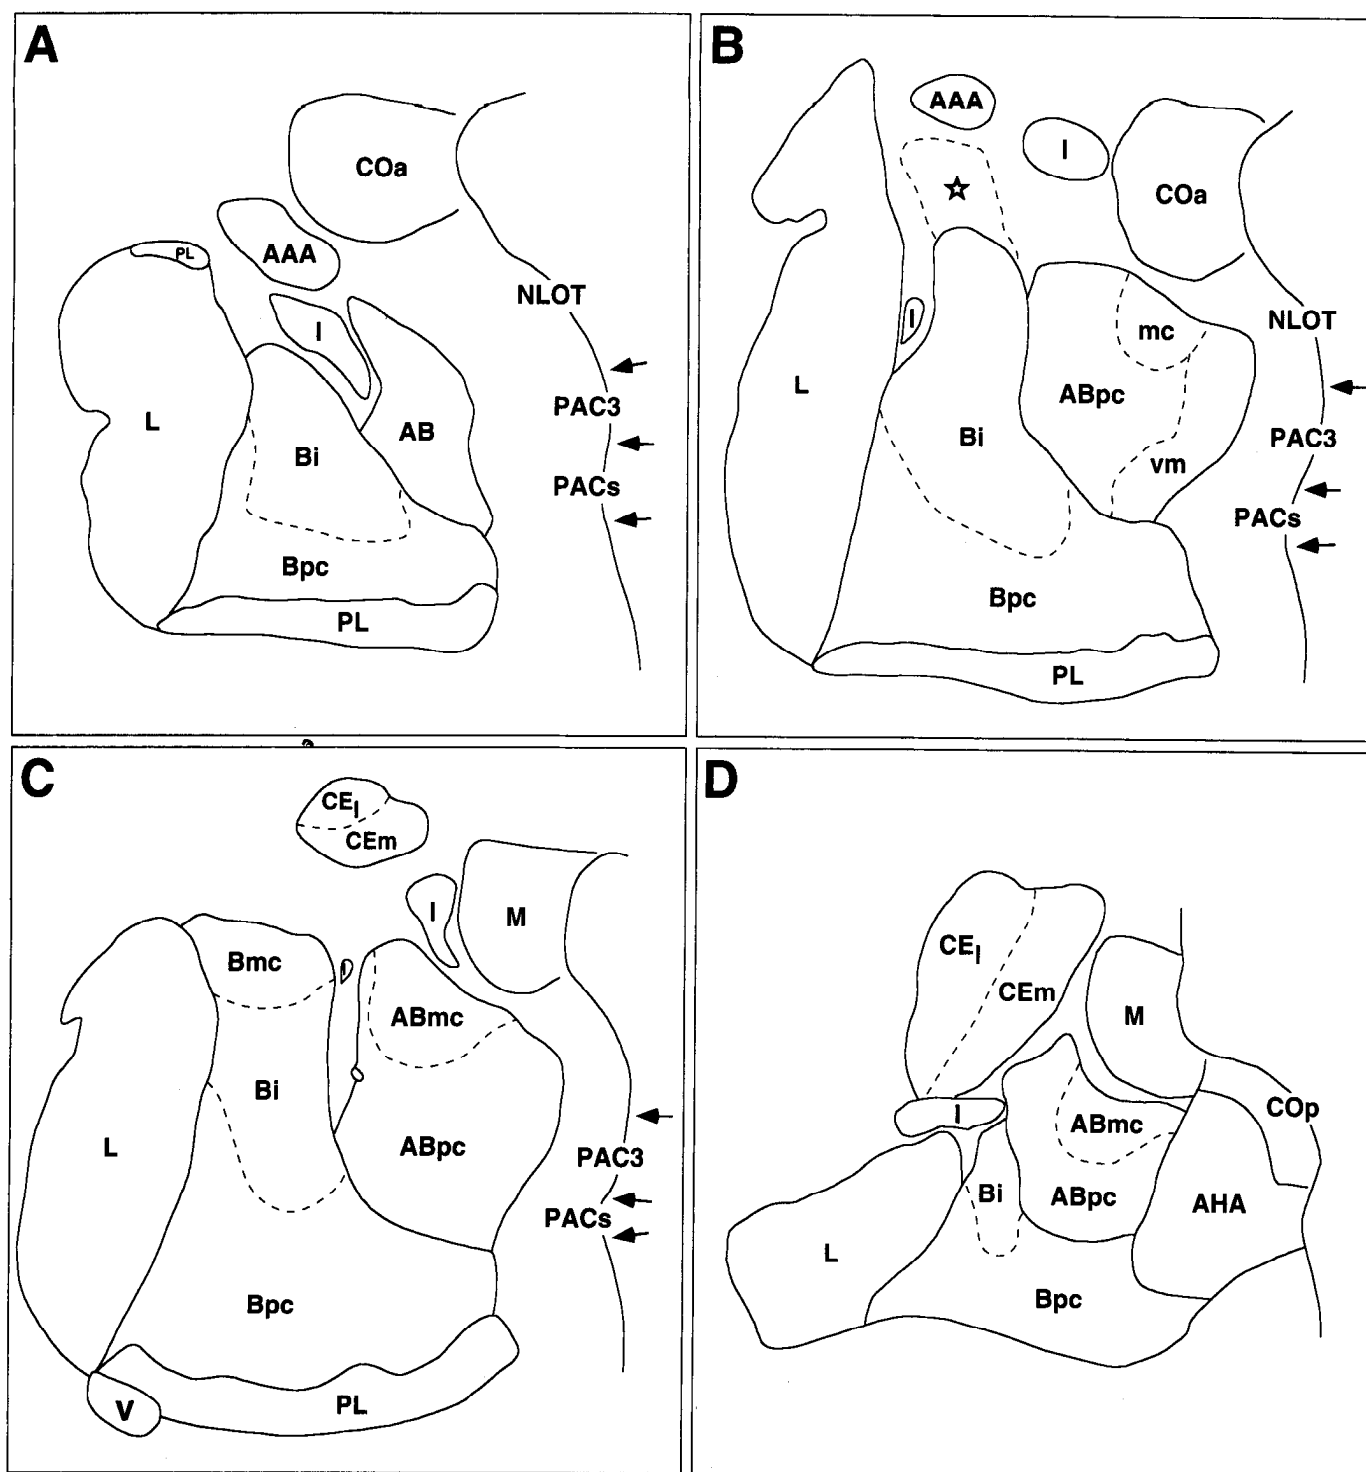 A
COa
PL
AAA
NLOT
I
PAC3
L
AB
Bi
PACs
Bpc
PL
B
AAA
I
COa
I
NLOT
mc
L
ABpc
Bi
PAC3
vm
PACs
Bpc
PL
C
CEl
CEm
I
M
Bmc
I
ABmc
Bi
L
ABpc
PAC3
PACs
Bpc
V
PL
D
CEl
CEm
M
I
COp
ABmc
Bi
ABpc
AHA
L
Bpc